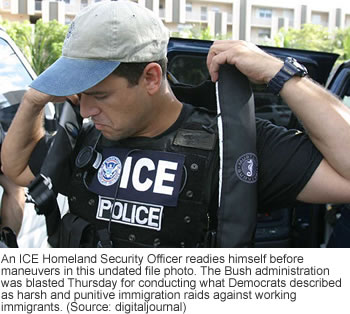 ICE
POLICE
An ICE Homeland Security Officer readies himself before
maneuvers in this undated file photo. The Bush administration
was blasted Thursday for conducting what Democrats described
as harsh and punitive immigration raids against working
immigrants. (Source: digitaljournal)